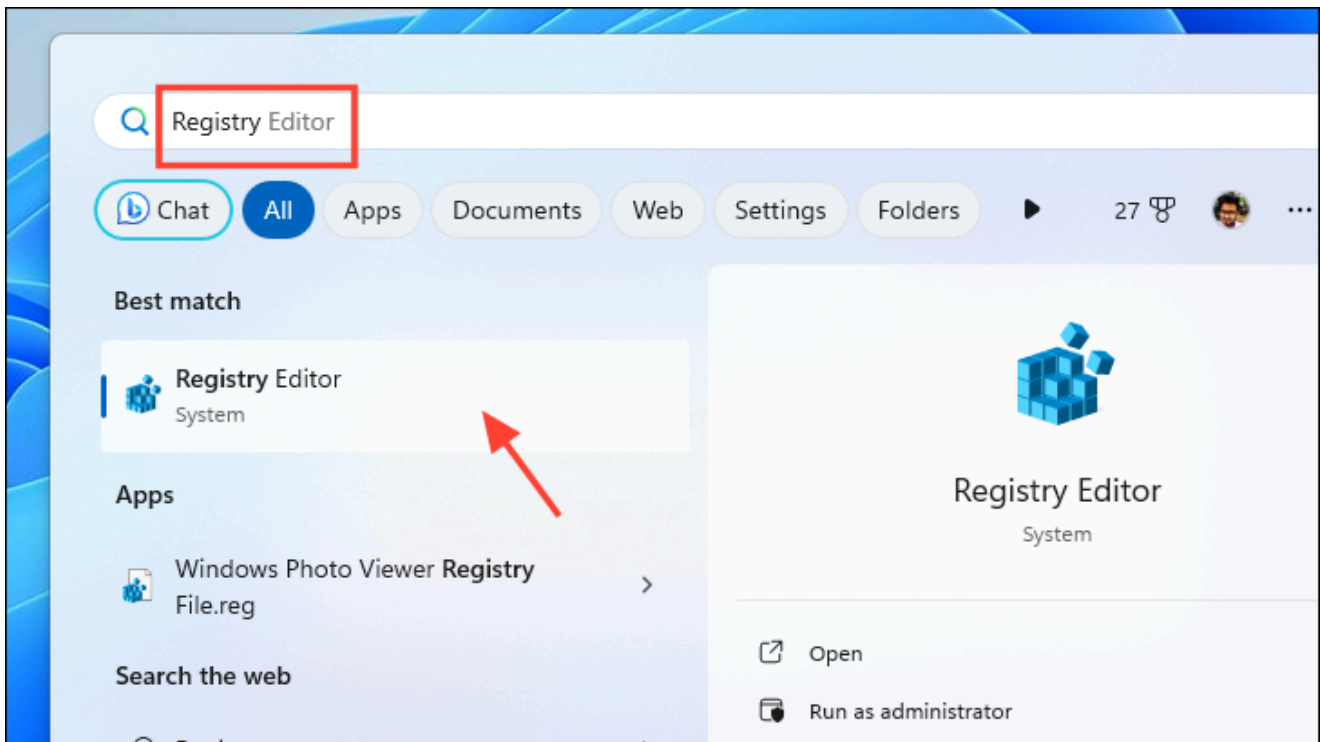 Registry Editor
Chat All Apps Documents Web Settings Folders 27 ...
Best match
Registry Editor
System
Apps
Windows Photo Viewer Registry
File.reg
Search the web
Registry Editor
System
Open
Run as administrator